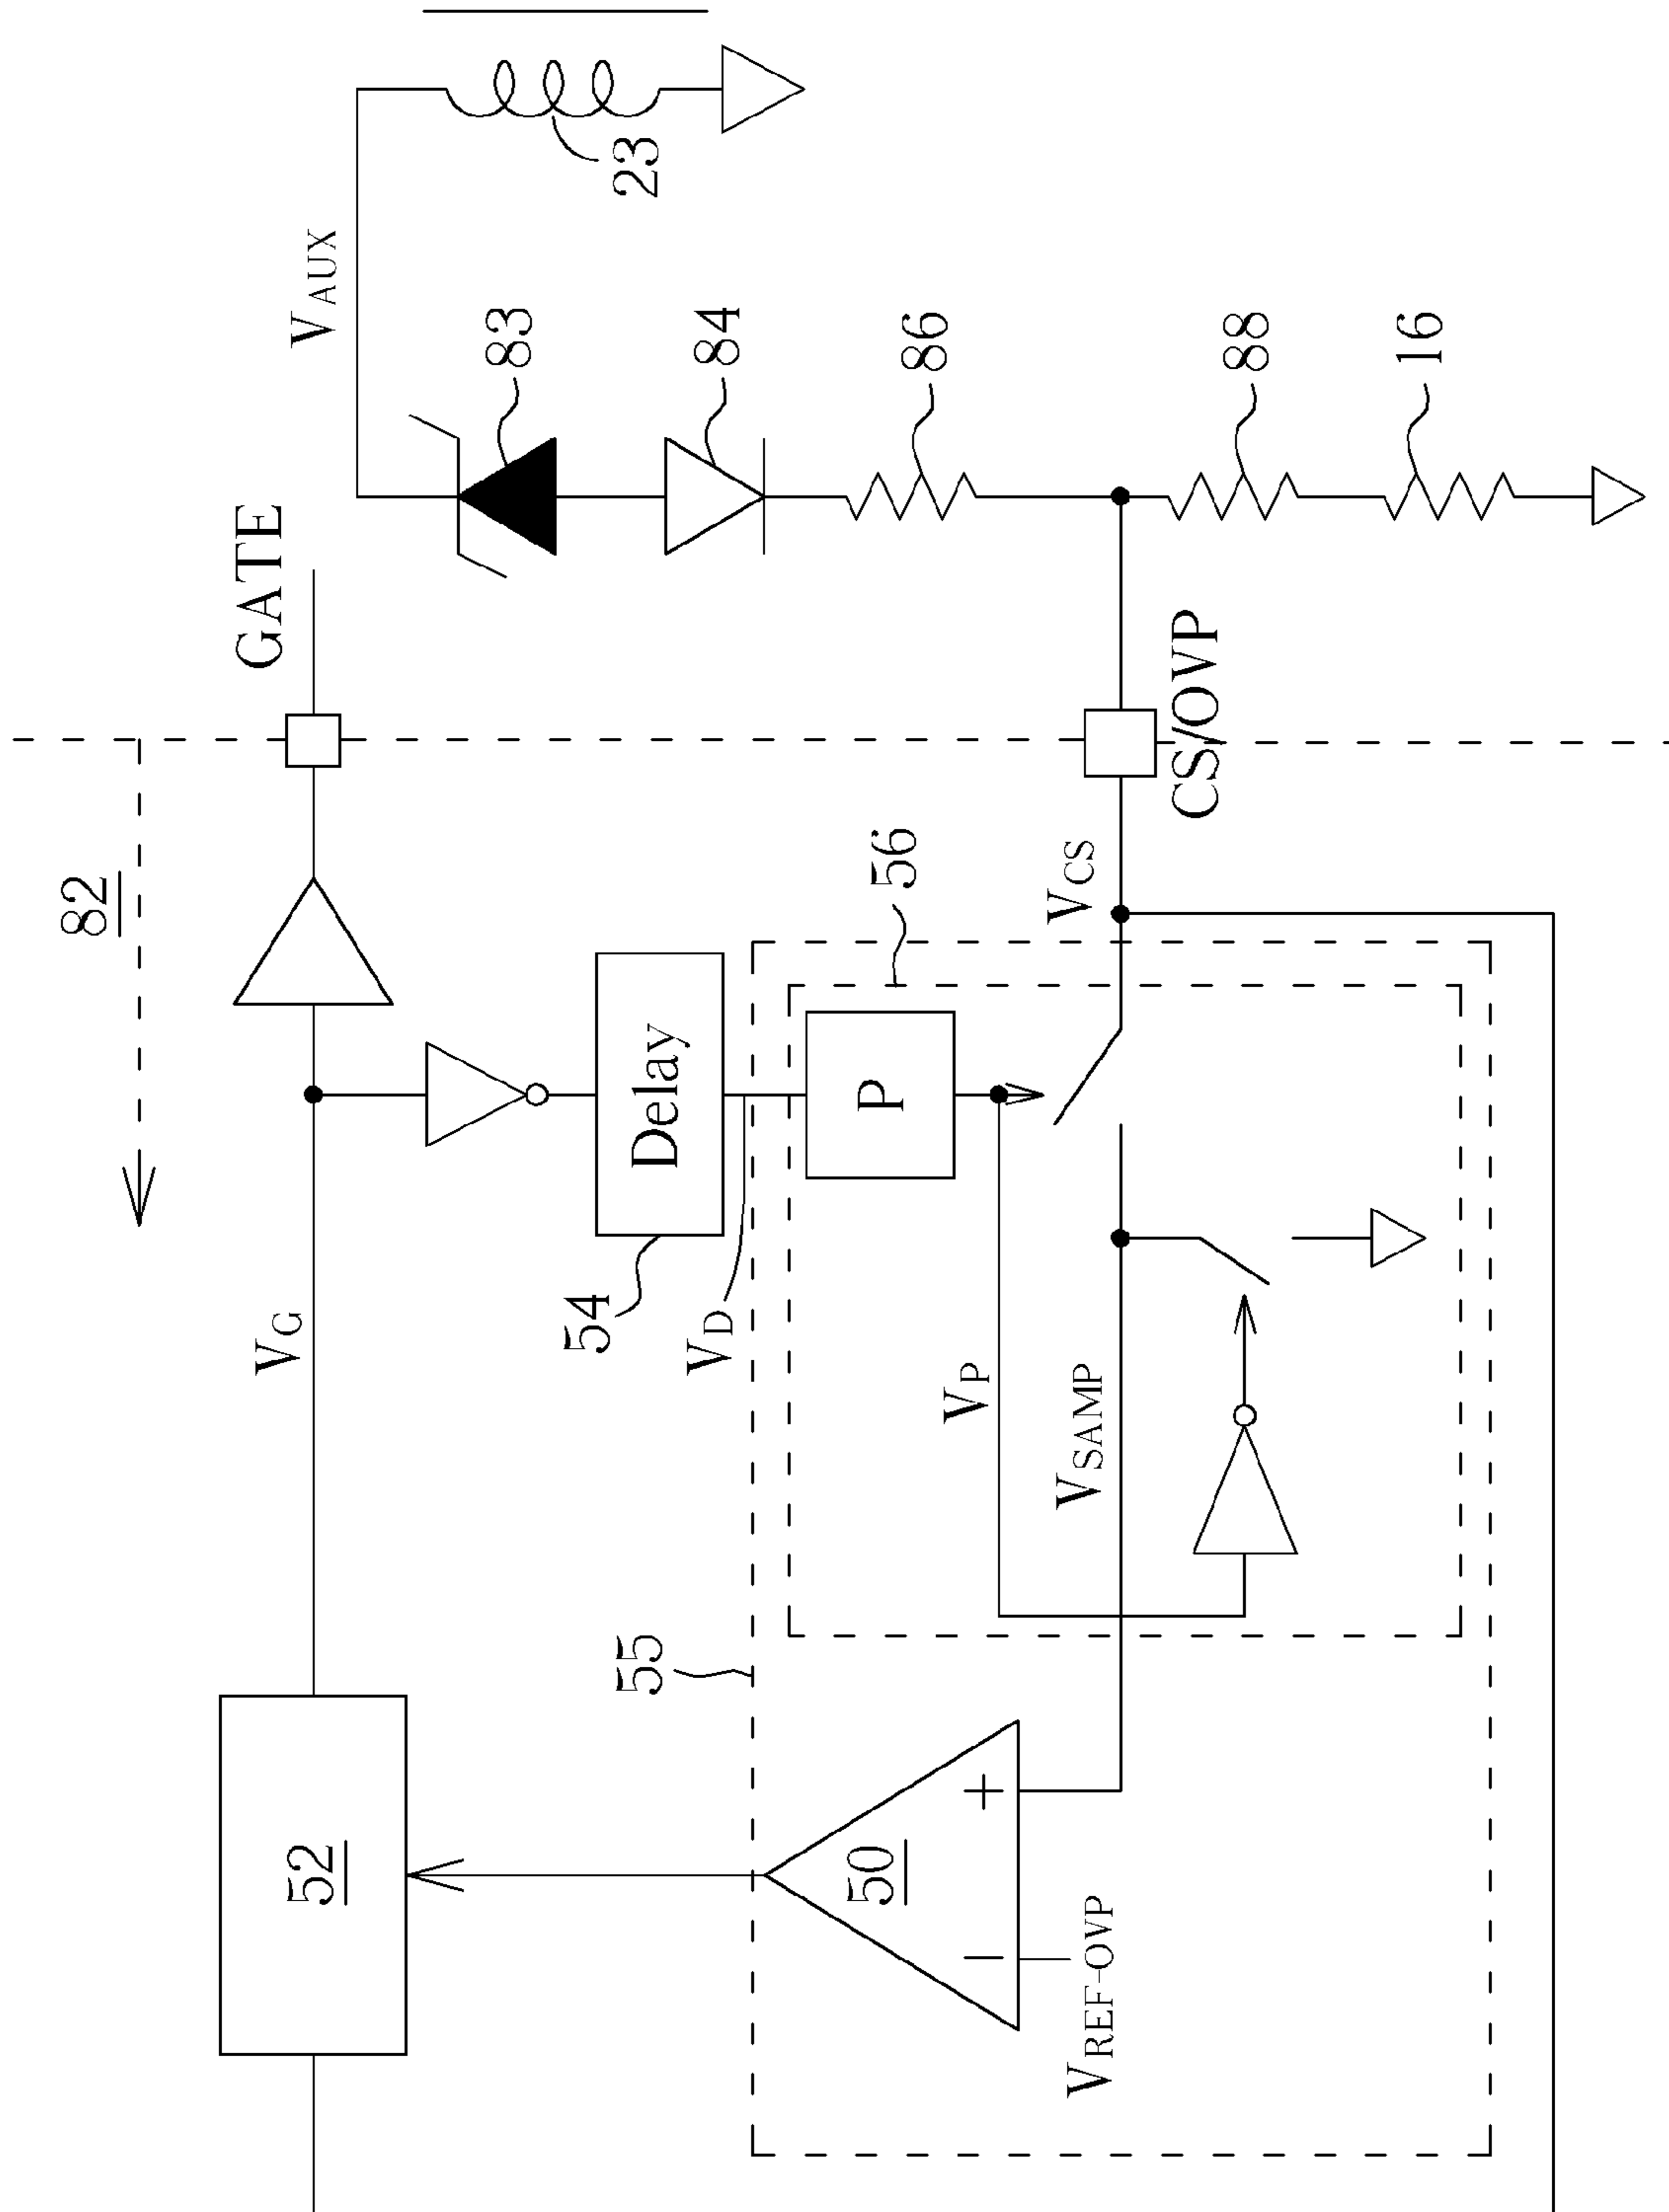 82
GATE
V_AUX
23
83
84
86
88
16
V_G
52
54
Delay
V_D
55
56
P
V_P
V_CS
CS/OVP
V_SAMP
50
+
−
V_REF-OVP